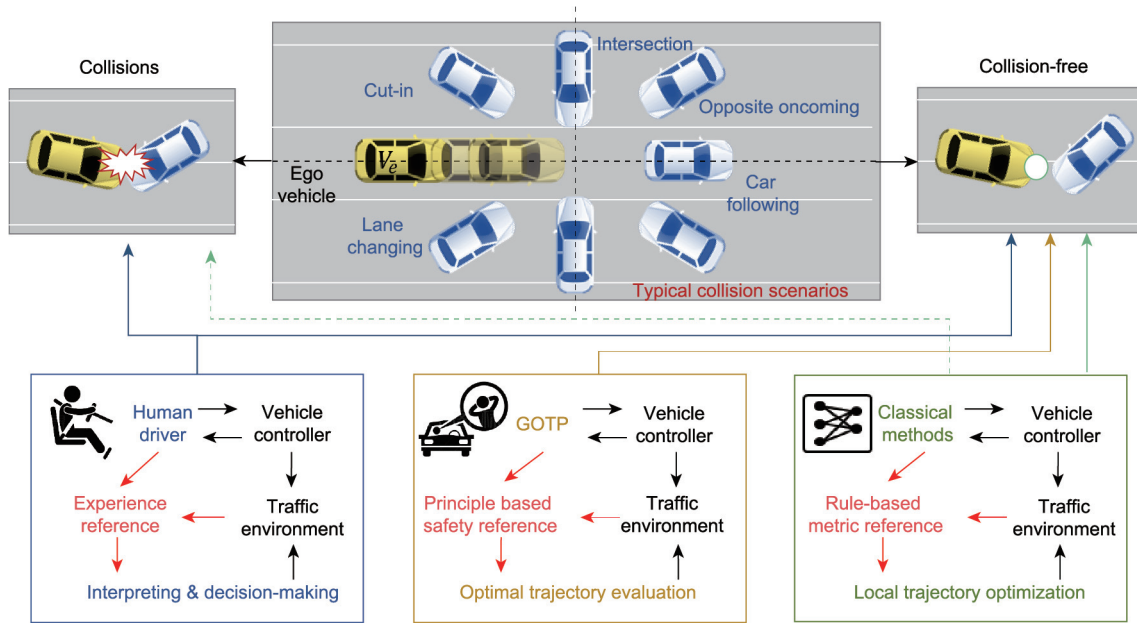 Collisions
Intersection
Collision-free
Cut-in
Opposite oncoming
Vₑ
Ego
vehicle
Car
following
Lane
changing
Typical collision scenarios
Human
driver
Vehicle
controller
Experience
reference
Traffic
environment
Interpreting & decision-making
GOTP
Vehicle
controller
Principle based
safety reference
Traffic
environment
Optimal trajectory evaluation
Classical
methods
Vehicle
controller
Rule-based
metric reference
Traffic
environment
Local trajectory optimization